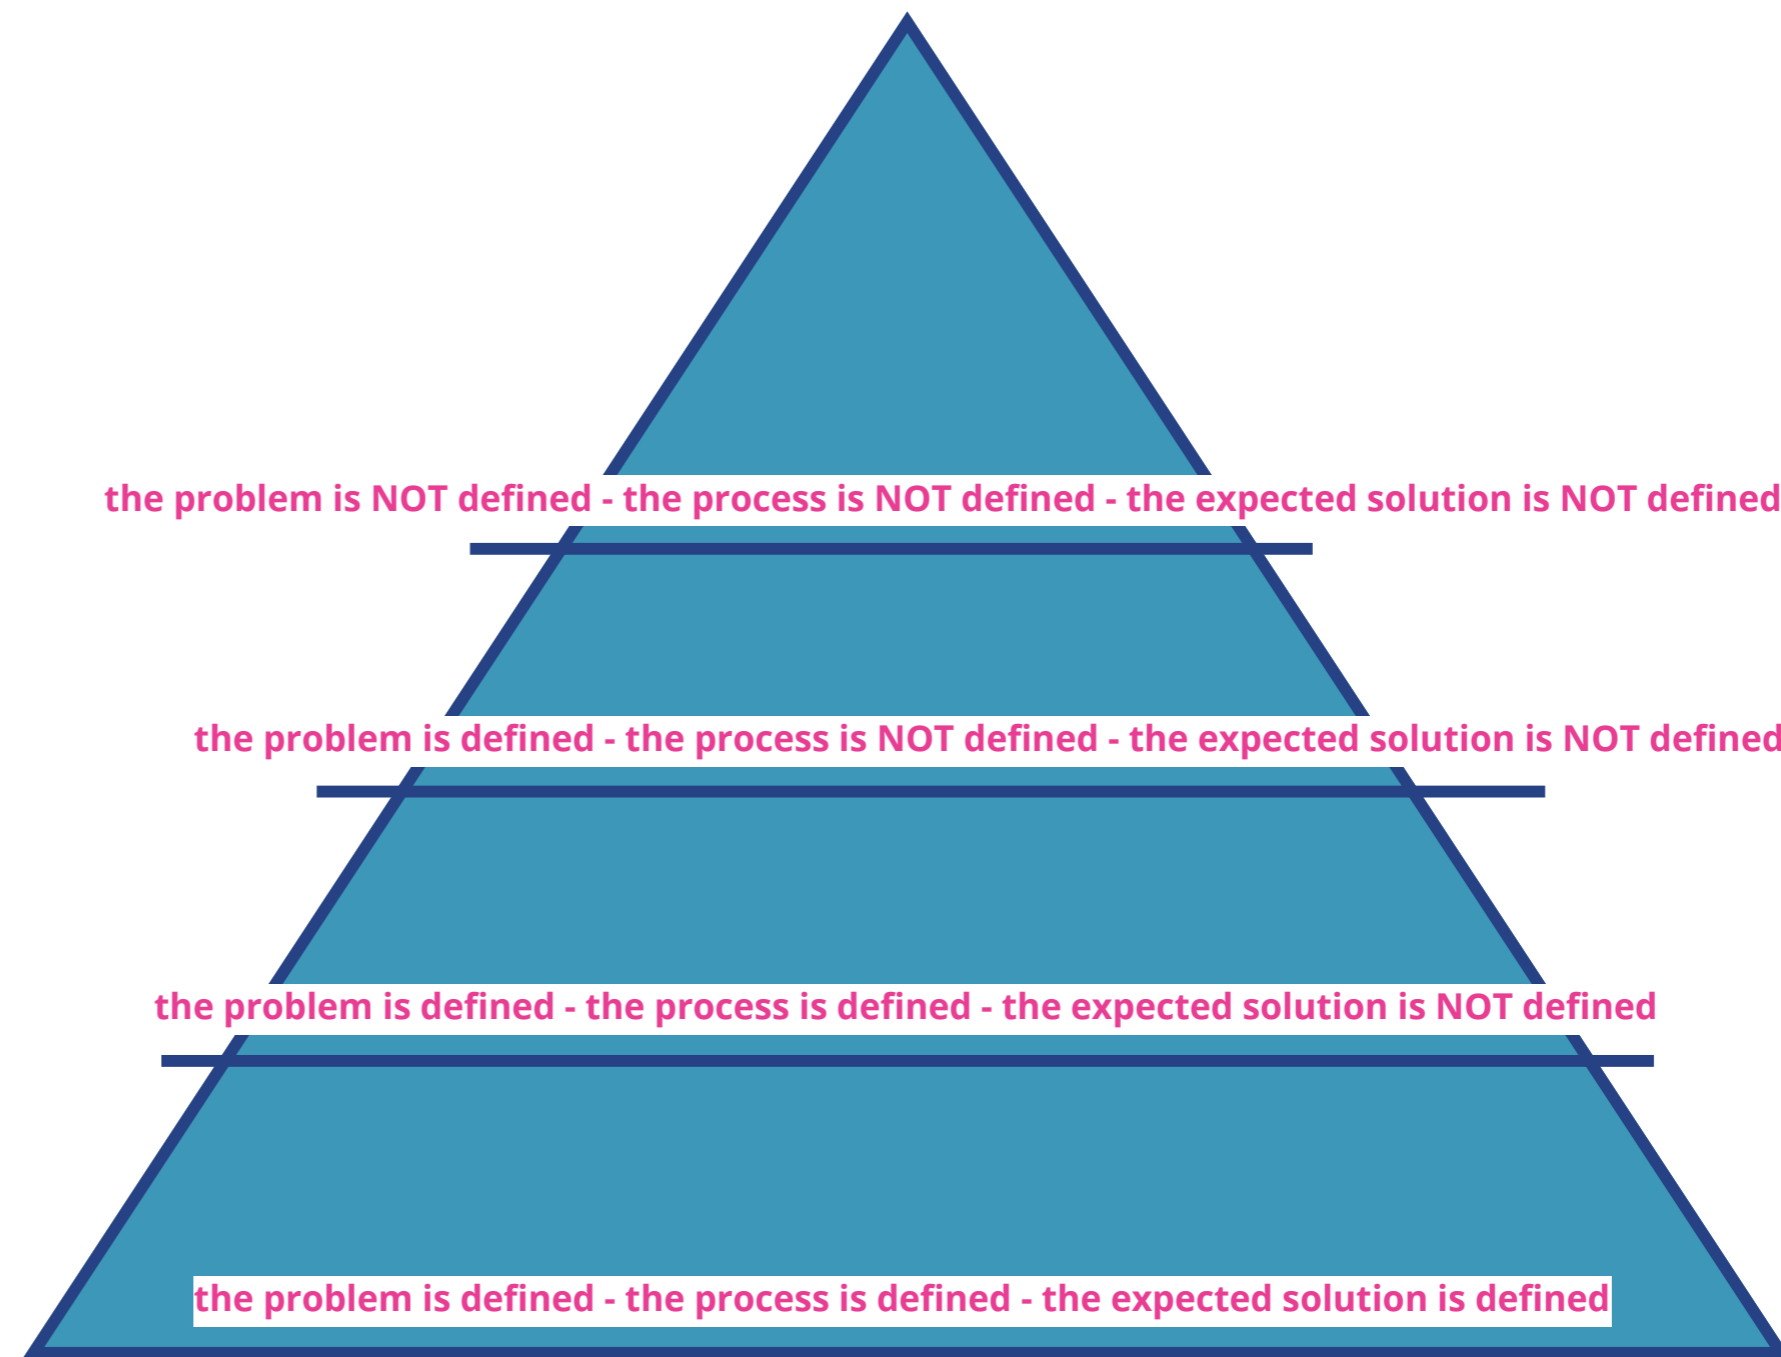 the problem is NOT defined - the process is NOT defined - the expected solution is NOT defined
the problem is defined - the process is NOT defined - the expected solution is NOT defined
the problem is defined - the process is defined - the expected solution is NOT defined
the problem is defined - the process is defined - the expected solution is defined